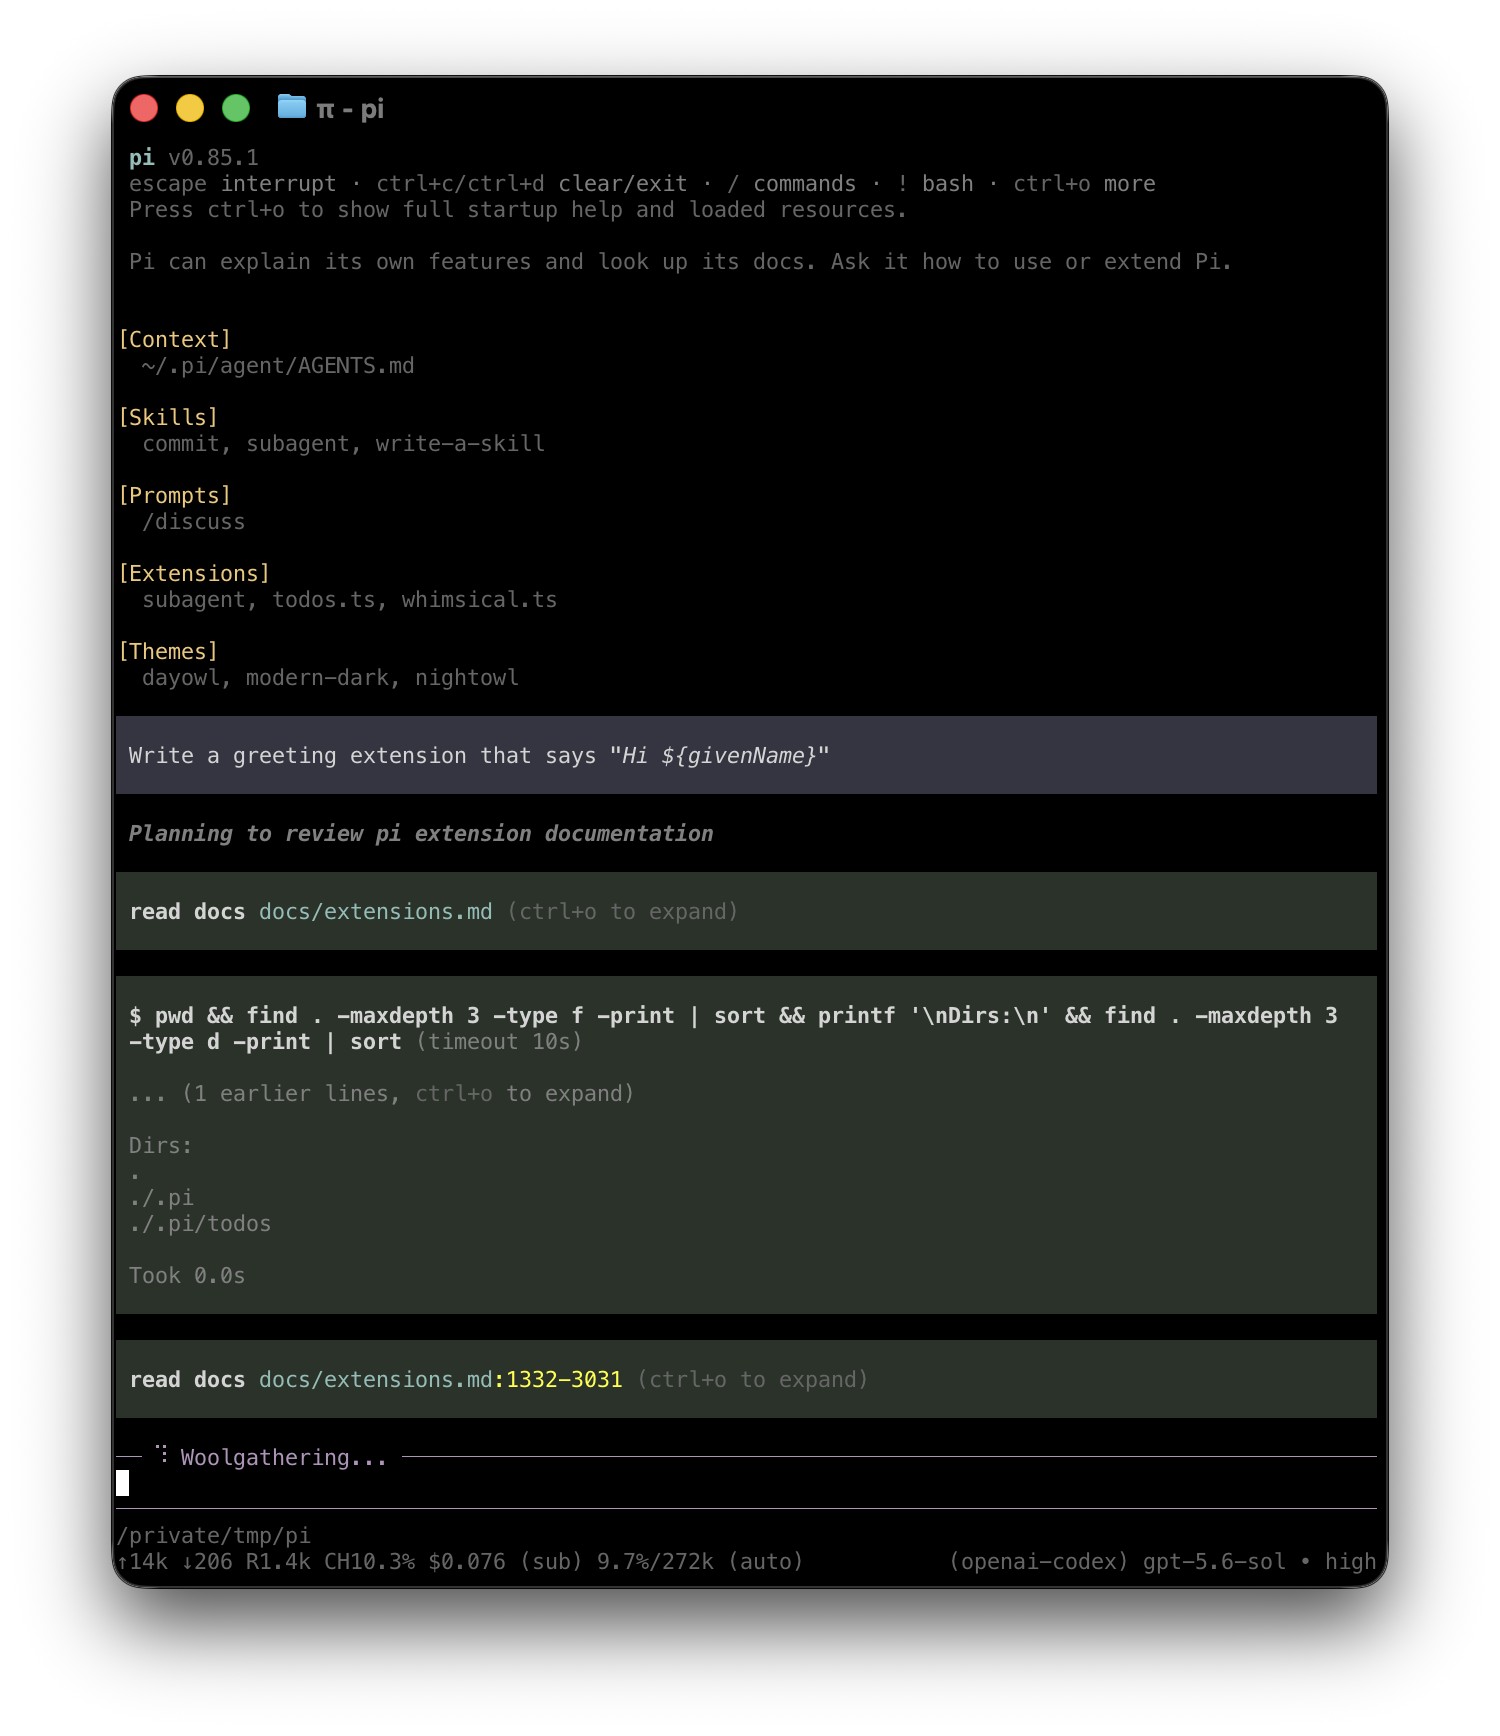 π - pi
pi v0.85.1
escape interrupt · ctrl+c/ctrl+d clear/exit · / commands · ! bash · ctrl+o more
Press ctrl+o to show full startup help and loaded resources.
Pi can explain its own features and look up its docs. Ask it how to use or extend Pi.
[Context]
~/.pi/agent/AGENTS.md
[Skills]
commit, subagent, write-a-skill
[Prompts]
/discuss
[Extensions]
subagent, todos.ts, whimsical.ts
[Themes]
dayowl, modern-dark, nightowl
Write a greeting extension that says "Hi ${givenName}"
Planning to review pi extension documentation
read docs docs/extensions.md (ctrl+o to expand)
$ pwd && find . -maxdepth 3 -type f -print | sort && printf '\nDirs:\n' && find . -maxdepth 3
-type d -print | sort (timeout 10s)
... (1 earlier lines, ctrl+o to expand)
Dirs:
.
./.pi
./.pi/todos
Took 0.0s
read docs docs/extensions.md:1332-3031 (ctrl+o to expand)
Woolgathering...
/private/tmp/pi
↑14k ↓206 R1.4k CH10.3% $0.076 (sub) 9.7%/272k (auto) (openai-codex) gpt-5.6-sol • high